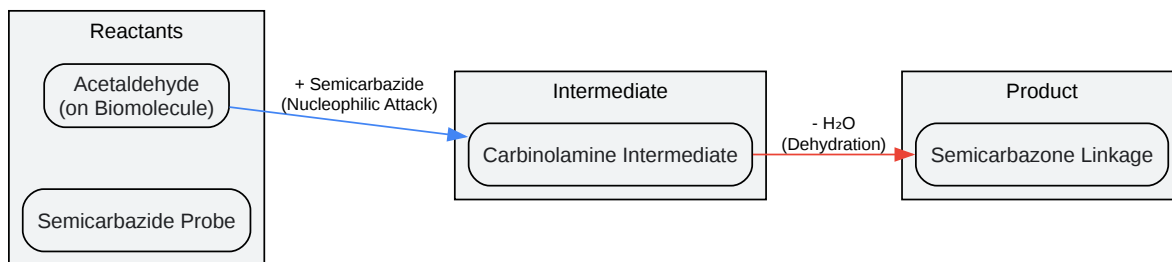 Reactants
Acetaldehyde
(on Biomolecule)
Semicarbazide Probe
+ Semicarbazide
(Nucleophilic Attack)
Intermediate
Carbinolamine Intermediate
- H₂O
(Dehydration)
Product
Semicarbazone Linkage